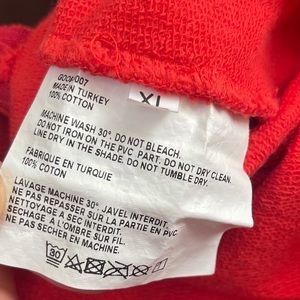 GOCM007
MADE IN TURKEY
100% COTTON
XL
MACHINE WASH 30°. DO NOT BLEACH.
DO NOT IRON ON THE PVC PART. DO NOT DRY CLEAN.
LINE DRY IN THE SHADE. DO NOT TUMBLE DRY.
FABRIQUE EN TURQUIE
100% COTON
LAVAGE MACHINE 30° JAVEL INTERDIT
NE PAS REPASSER SUR LA PARTIE EN PVC
NETTOYAGE A SEC INTERDIT.
SECHAGE A L'OMBRE SUR FIL.
NE PAS SECHER EN MACHINE.
30